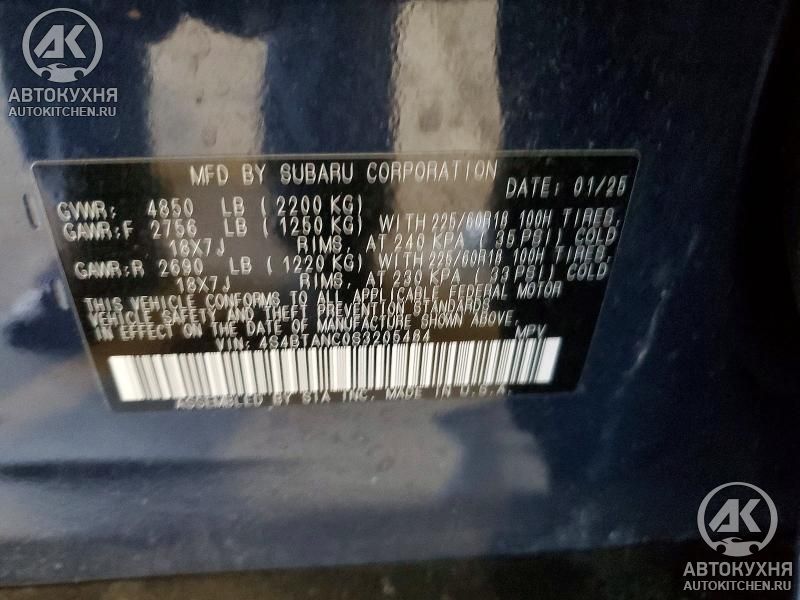 AK
АВТОКУХНЯ
AUTOKITCHEN.RU
MFD BY SUBARU CORPORATION
DATE: 01/25
GVWR: 4850 LB ( 2200 KG)
GAWR:F 2756 LB ( 1250 KG) WITH 225/60R18 100H TIRES,
18X7J RIMS, AT 240 KPA ( 35 PSI) COLD
GAWR:R 2690 LB ( 1220 KG) WITH 225/60R18 100H TIRES,
18X7J RIMS, AT 230 KPA ( 33 PSI) COLD
THIS VEHICLE CONFORMS TO ALL APPLICABLE FEDERAL MOTOR
VEHICLE SAFETY AND THEFT PREVENTION STANDARDS
IN EFFECT ON THE DATE OF MANUFACTURE SHOWN ABOVE.
VIN: 4S4BTANC0S3205484 MPV
ASSEMBLED BY SIA INC, MADE IN U.S.A.
AK
АВТОКУХНЯ
AUTOKITCHEN.RU